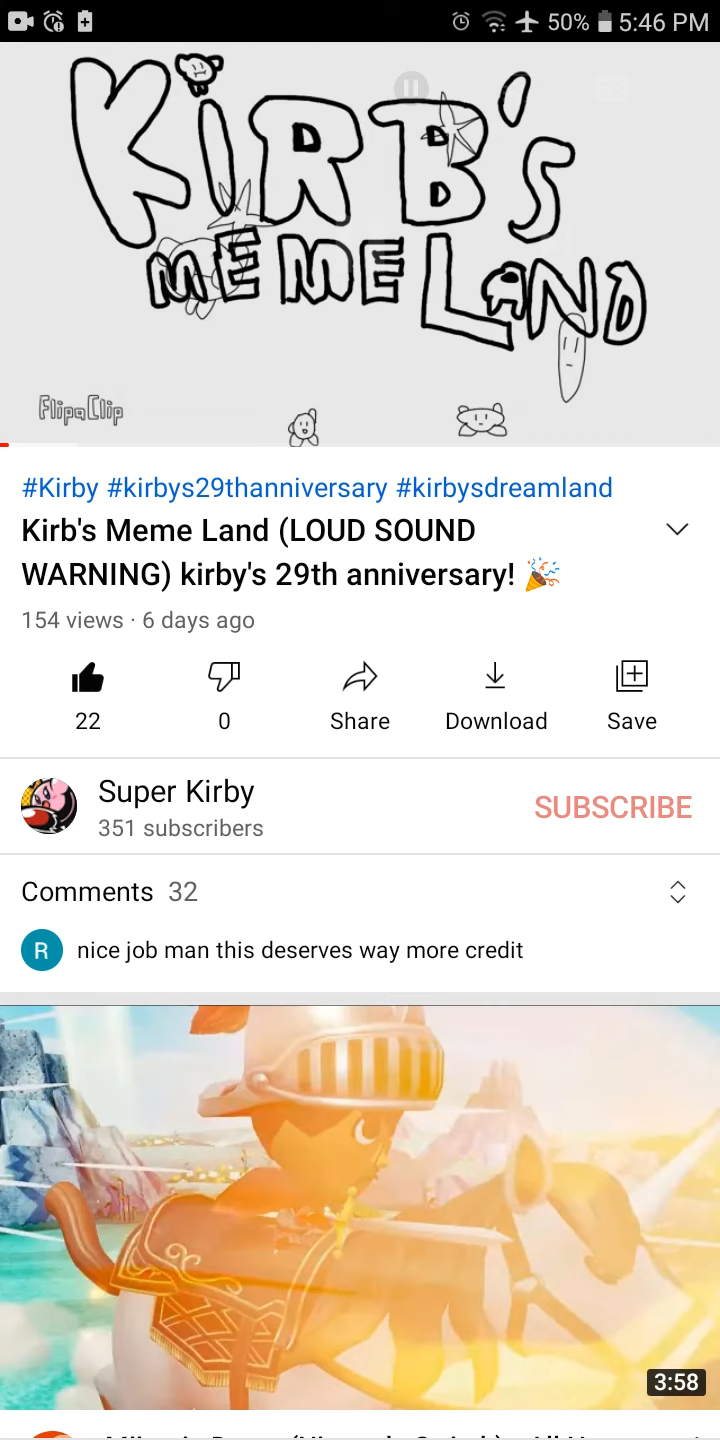 50% 5:46 PM
KiRB's
MEME LAND
FlipaClip
#Kirby #kirbys29thanniversary #kirbysdreamland
Kirb's Meme Land (LOUD SOUND
WARNING) kirby's 29th anniversary! 🎉
154 views · 6 days ago
22
0
Share
Download
Save
Super Kirby
351 subscribers
SUBSCRIBE
Comments 32
R
nice job man this deserves way more credit
3:58